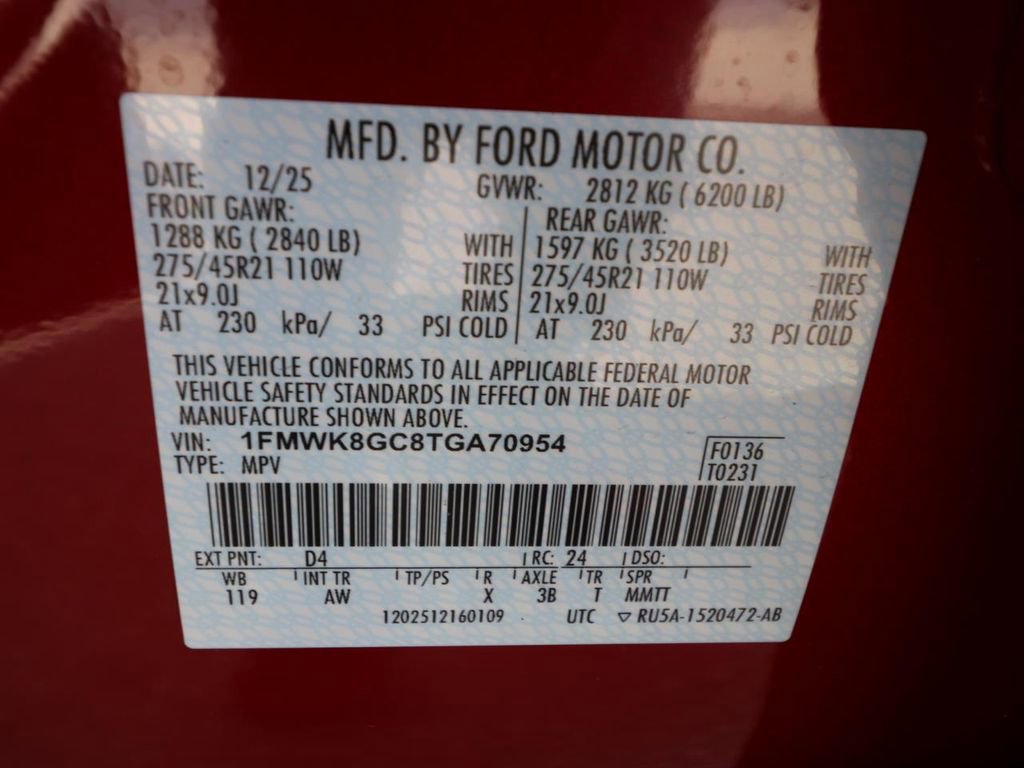 MFD. BY FORD MOTOR CO.
DATE: 12/25 GVWR: 2812 KG ( 6200 LB)
FRONT GAWR: REAR GAWR:
1288 KG ( 2840 LB) WITH 1597 KG ( 3520 LB) WITH
275/45R21 110W TIRES 275/45R21 110W TIRES
21x9.0J RIMS 21x9.0J RIMS
AT 230 kPa/ 33 PSI COLD AT 230 kPa/ 33 PSI COLD
THIS VEHICLE CONFORMS TO ALL APPLICABLE FEDERAL MOTOR
VEHICLE SAFETY STANDARDS IN EFFECT ON THE DATE OF
MANUFACTURE SHOWN ABOVE.
VIN: 1FMWK8GC8TGA70954 F0136
TYPE: MPV T0231
EXT PNT: D4 RC: 24 DSO:
WB INT TR TP/PS R AXLE TR SPR
119 AW X 3B T MMTT
1202512160109 UTC ▽ RU5A-1520472-AB